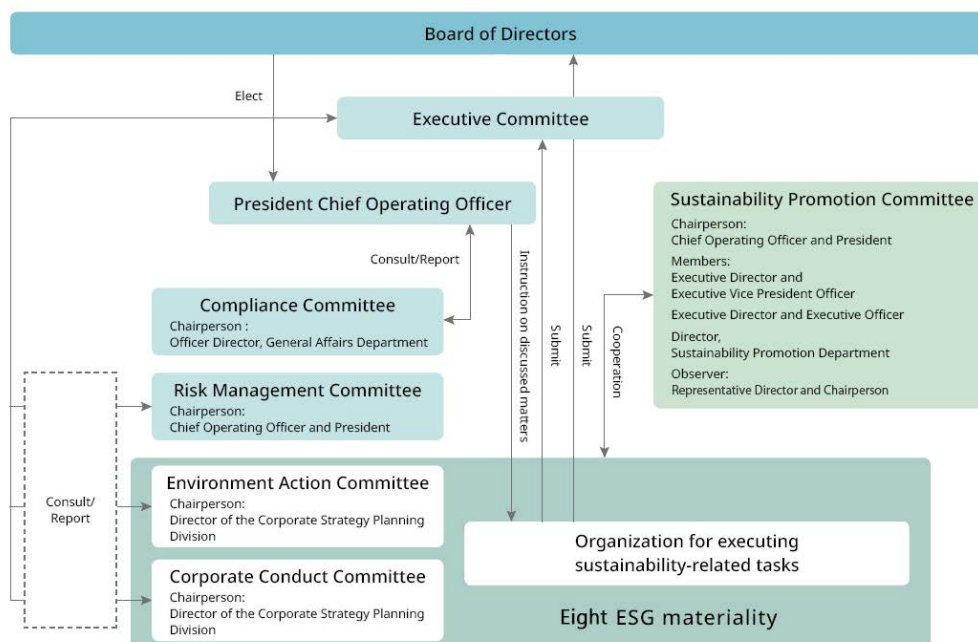 Board of Directors
Elect
Executive Committee
President Chief Operating Officer
Consult/Report
Compliance Committee
Chairperson :
Officer Director, General Affairs Department
Risk Management Committee
Chairperson:
Chief Operating Officer and President
Consult/
Report
Environment Action Committee
Chairperson:
Director of the Corporate Strategy Planning
Division
Corporate Conduct Committee
Chairperson:
Director of the Corporate Strategy Planning
Division
Instruction on discussed matters
Submit
Submit
Cooperation
Sustainability Promotion Committee
Chairperson:
Chief Operating Officer and President
Members:
Executive Director and
Executive Vice President Officer
Executive Director and Executive Officer
Director,
Sustainability Promotion Department
Observer:
Representative Director and Chairperson
Organization for executing
sustainability-related tasks
Eight ESG materiality